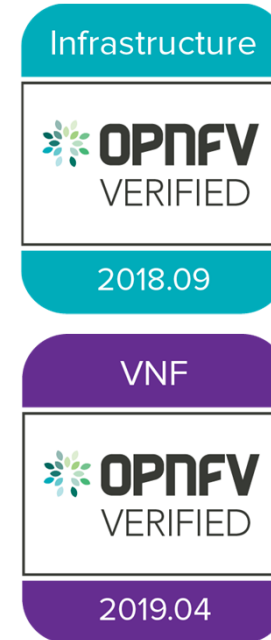 Infrastructure
OPNFV
VERIFIED
2018.09
VNF
OPNFV
VERIFIED
2019.04